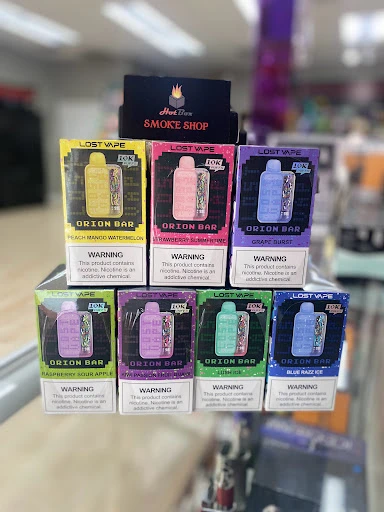 Hot Box
SMOKE SHOP
LOST VAPE
10K
ORION BAR
PEACH MANGO WATERMELON
WARNING
This product contains
nicotine. Nicotine is an
addictive chemical.
LOST VAPE
10K
ORION BAR
STRAWBERRY SUMMERTIME
WARNING
This product contains
nicotine. Nicotine is an
addictive chemical.
LOST VAPE
10K
ORION BAR
GRAPE BURST
WARNING
This product contains
nicotine. Nicotine is an
addictive chemical.
LOST VAPE
10K
ORION BAR
RASPBERRY SOUR APPLE
WARNING
This product contains
nicotine. Nicotine is an
addictive chemical.
LOST VAPE
10K
ORION BAR
PASSION
WARNING
This product contains
nicotine. Nicotine is an
addictive chemical.
LOST VAPE
10K
ORION BAR
WARNING
This product contains
nicotine. Nicotine is an
addictive chemical.
LOST VAPE
10K
ORION BAR
BLUE RAZZ ICE
WARNING
This product contains
nicotine. Nicotine is an
addictive chemical.